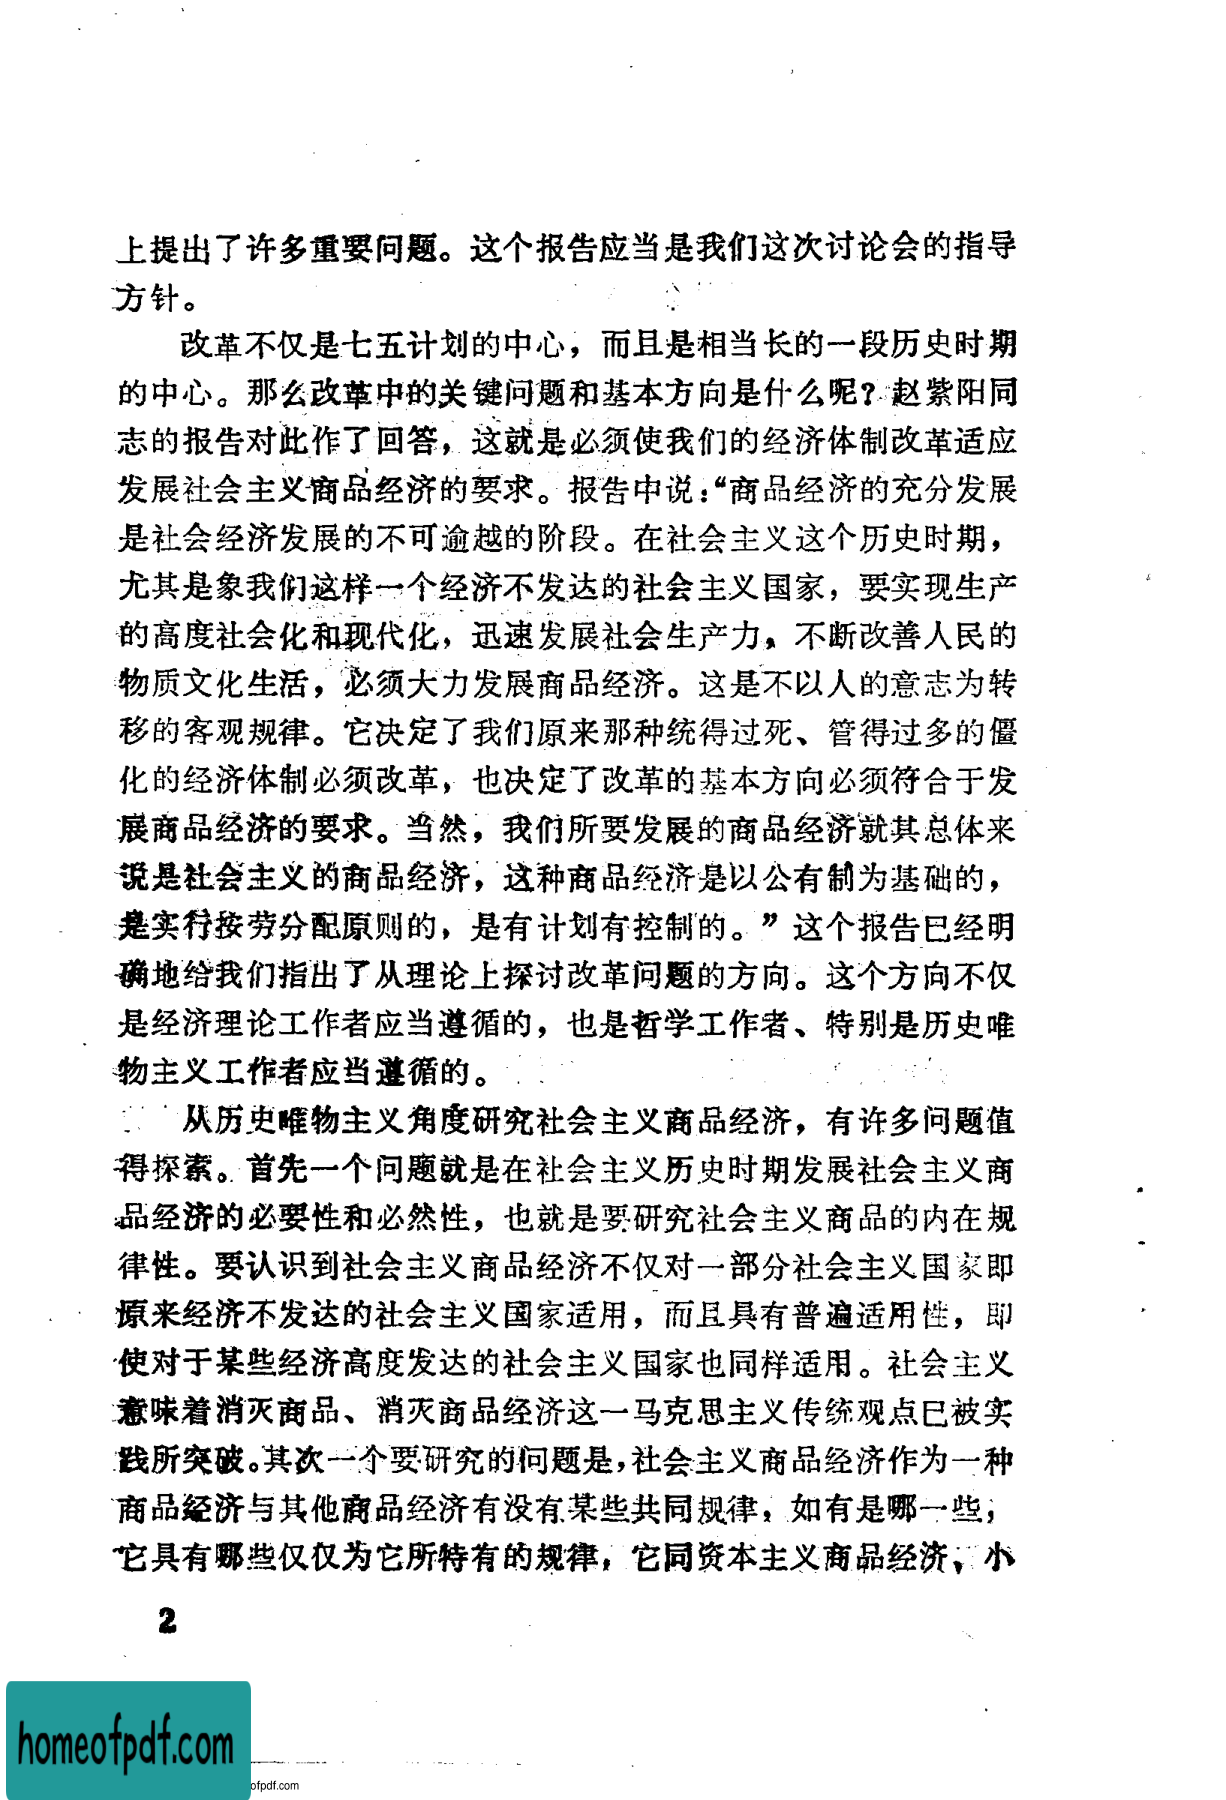 上提出了许多重要问题。这个报告应当是我们这次讨论会的指导
方针。
改革不仅是七五计划的中心，而且是相当长的一段历史时期
的中心。那么改革中的关键问题和基本方向是什么呢？赵紫阳同
志的报告对此作了回答，这就是必须使我们的经济体制改革适应
发展社会主义商品经济的要求。报告中说：“商品经济的充分发展
是社会经济发展的不可逾越的阶段。在社会主义这个历史时期，
尤其是象我们这样一个经济不发达的社会主义国家，要实现生产
的高度社会化和现代化，迅速发展社会生产力，不断改善人民的
物质文化生活，必须大力发展商品经济。这是不以人的意志为转
移的客观规律。它决定了我们原来那种统得过死、管得过多的僵
化的经济体制必须改革，也决定了改革的基本方向必须符合于发
展商品经济的要求。当然，我们所要发展的商品经济就其总体来
说是社会主义的商品经济，这种商品经济是以公有制为基础的，
是实行按劳分配原则的，是有计划有控制的。”这个报告已经明
确地给我们指出了从理论上探讨改革问题的方向。这个方向不仅
是经济理论工作者应当遵循的，也是哲学工作者、特别是历史唯
物主义工作者应当遵循的。
从历史唯物主义角度研究社会主义商品经济，有许多问题值
得探索。首先一个问题就是在社会主义历史时期发展社会主义商
品经济的必要性和必然性，也就是要研究社会主义商品的内在规
律性。要认识到社会主义商品经济不仅对一部分社会主义国家即
原来经济不发达的社会主义国家适用，而且具有普遍适用性，即
使对于某些经济高度发达的社会主义国家也同样适用。社会主义
意味着消灭商品、消灭商品经济这一马克思主义传统观点已被实
践所突破。其次一个要研究的问题是，社会主义商品经济作为一种
商品经济与其他商品经济有没有某些共同规律，如有是哪一些；
它具有哪些仅仅为它所特有的规律，它同资本主义商品经济、小
2
homeofpdf.com
ofpdf.com